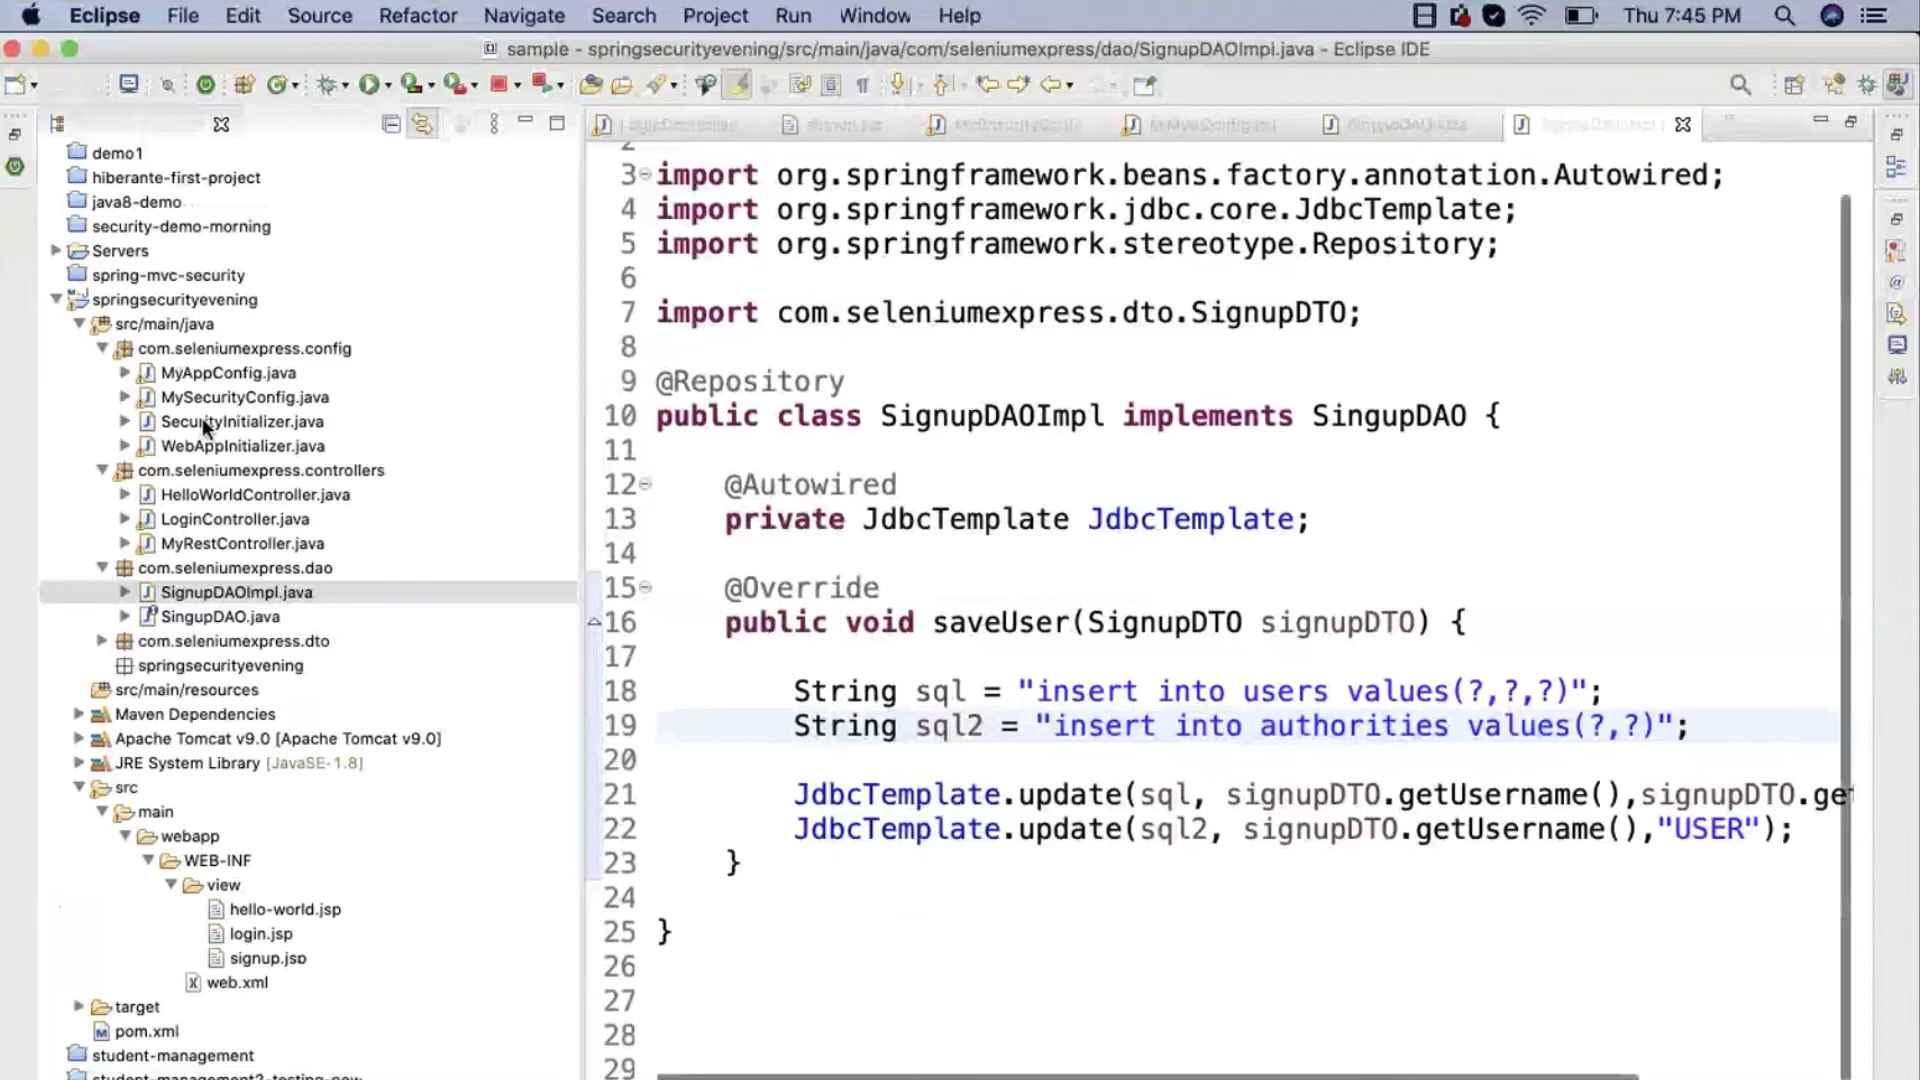 Eclipse File Edit Source Refactor Navigate Search Project Run Window Help Thu 7:45 PM
sample - springsecurityevening/src/main/java/com/seleniumexpress/dao/SignupDAOImpl.java - Eclipse IDE
demo1
hiberante-first-project
java8-demo
security-demo-morning
Servers
spring-mvc-security
springsecurityevening
src/main/java
com.seleniumexpress.config
MyAppConfig.java
MySecurityConfig.java
SecurityInitializer.java
WebAppInitializer.java
com.seleniumexpress.controllers
HelloWorldController.java
LoginController.java
MyRestController.java
com.seleniumexpress.dao
SignupDAOImpl.java
SingupDAO.java
com.seleniumexpress.dto
springsecurityevening
src/main/resources
Maven Dependencies
Apache Tomcat v9.0 [Apache Tomcat v9.0]
JRE System Library [JavaSE-1.8]
src
main
webapp
WEB-INF
view
hello-world.jsp
login.jsp
signup.jsp
web.xml
target
pom.xml
student-management
student-management2-testing-new
3 import org.springframework.beans.factory.annotation.Autowired;
4 import org.springframework.jdbc.core.JdbcTemplate;
5 import org.springframework.stereotype.Repository;
6
7 import com.seleniumexpress.dto.SignupDTO;
8
9 @Repository
10 public class SignupDAOImpl implements SingupDAO {
11
12 @Autowired
13 private JdbcTemplate JdbcTemplate;
14
15 @Override
16 public void saveUser(SignupDTO signupDTO) {
17
18 String sql = "insert into users values(?,?,?)";
19 String sql2 = "insert into authorities values(?,?)";
20
21 JdbcTemplate.update(sql, signupDTO.getUsername(),signupDTO.get
22 JdbcTemplate.update(sql2, signupDTO.getUsername(),"USER");
23 }
24
25 }
26
27
28
29